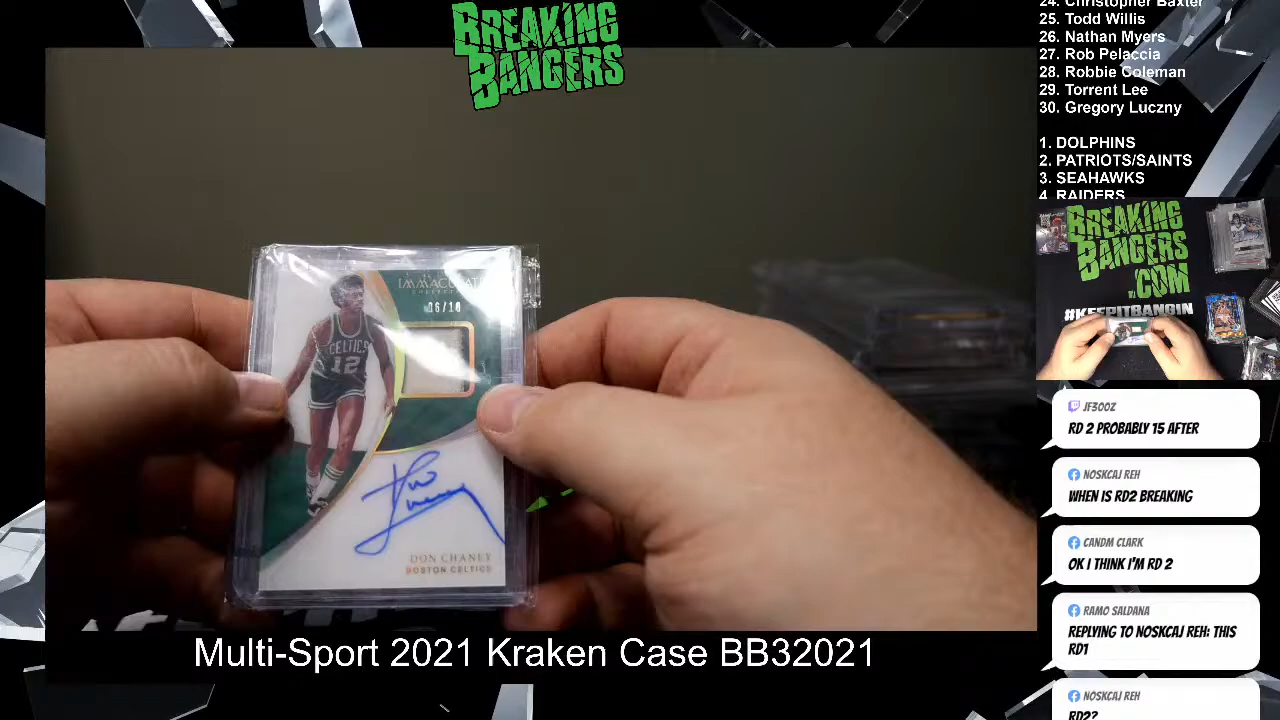 BREAKING
BANGERS
24. Christopher Baxter
25. Todd Willis
26. Nathan Myers
27. Rob Pelaccia
28. Robbie Coleman
29. Torrent Lee
30. Gregory Luczny
1. DOLPHINS
2. PATRIOTS/SAINTS
3. SEAHAWKS
4. RAIDERS
BREAKING
BANGERS
.COM
#KEEPITBANGIN
IMMACULATE
COLLECTION
CELTICS
12
DON CHANEY
BOSTON CELTICS
JF300Z
RD 2 PROBABLY 15 AFTER
NOSKCAJ REH
WHEN IS RD2 BREAKING
CANDM CLARK
OK I THINK I'M RD 2
RAMO SALDANA
REPLYING TO NOSKCAJ REH: THIS
RD1
NOSKCAJ REH
RD2?
Multi-Sport 2021 Kraken Case BB32021